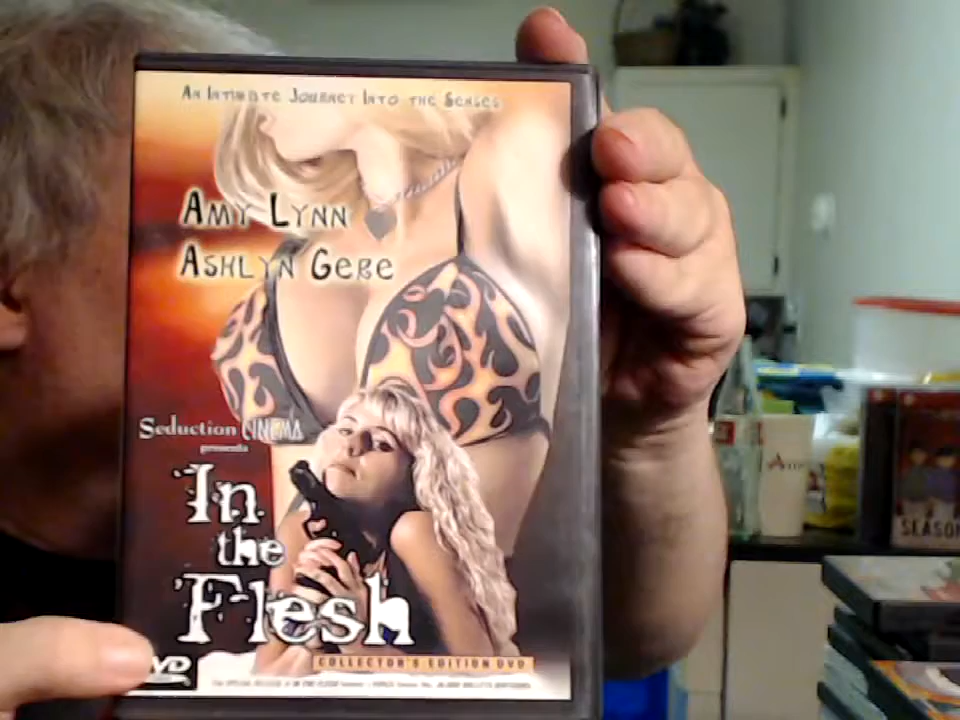 An Intimate Journey Into the Senses
Amy Lynn
Ashlyn Gere
Seduction CINEMA
presents
In
the
Flesh
COLLECTOR'S EDITION DVD
DVD
SEASON